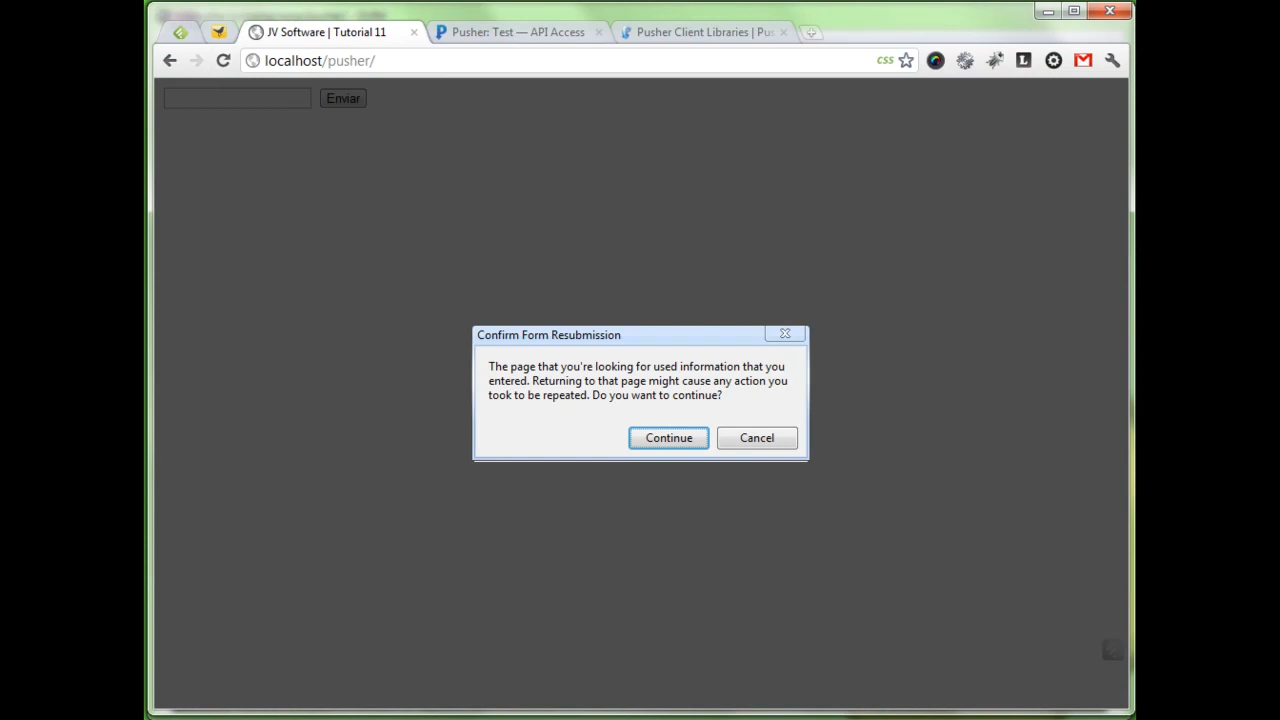 JV Software | Tutorial 11
Pusher: Test — API Access
Pusher Client Libraries | Pus
localhost/pusher/
css
L
Enviar
Confirm Form Resubmission
The page that you're looking for used information that you
entered. Returning to that page might cause any action you
took to be repeated. Do you want to continue?
Continue
Cancel